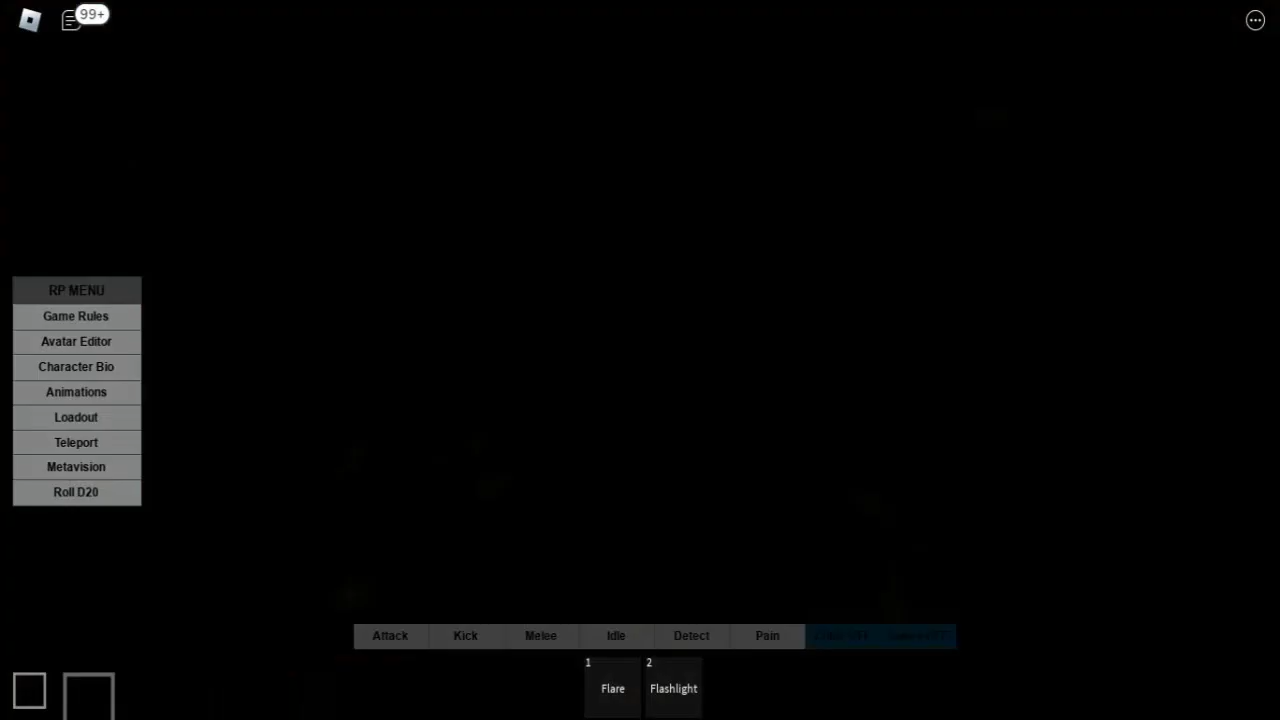 99+
RP MENU
Game Rules
Avatar Editor
Character Bio
Animations
Loadout
Teleport
Metavision
Roll D20
Attack Kick Melee Idle Detect Pain
1 2
Flare Flashlight